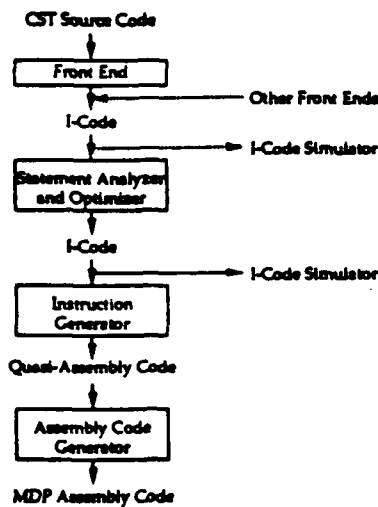 CST Source Code
Front End
Other Front Ends
I-Code
I-Code Simulator
Statement Analyzer
and Optimizer
I-Code
I-Code Simulator
Instruction
Generator
Quasi-Assembly Code
Assembly Code
Generator
MDP Assembly Code